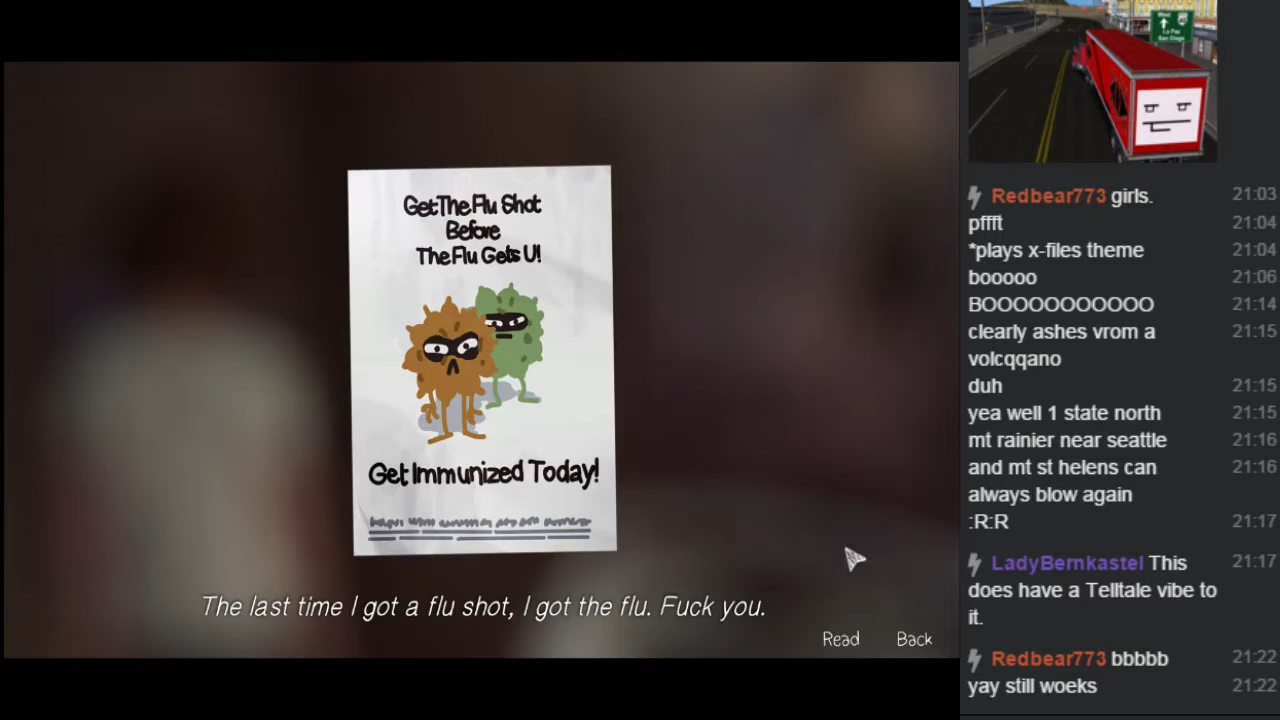 Get The Flu Shot
Before
The Flu Gets U!
Get Immunized Today!
The last time I got a flu shot, I got the flu. Fuck you.
Read Back
West
La Paz
San Diego
Redbear773 girls. 21:03
pffft 21:04
*plays x-files theme 21:04
booooo 21:06
BOOOOOOOOOOO 21:14
clearly ashes vrom a 21:15
volcqqano
duh 21:15
yea well 1 state north 21:15
mt rainier near seattle 21:16
and mt st helens can 21:16
always blow again
:R:R 21:17
LadyBernkastel This 21:17
does have a Telltale vibe to
it.
Redbear773 bbbbb 21:22
yay still woeks 21:22